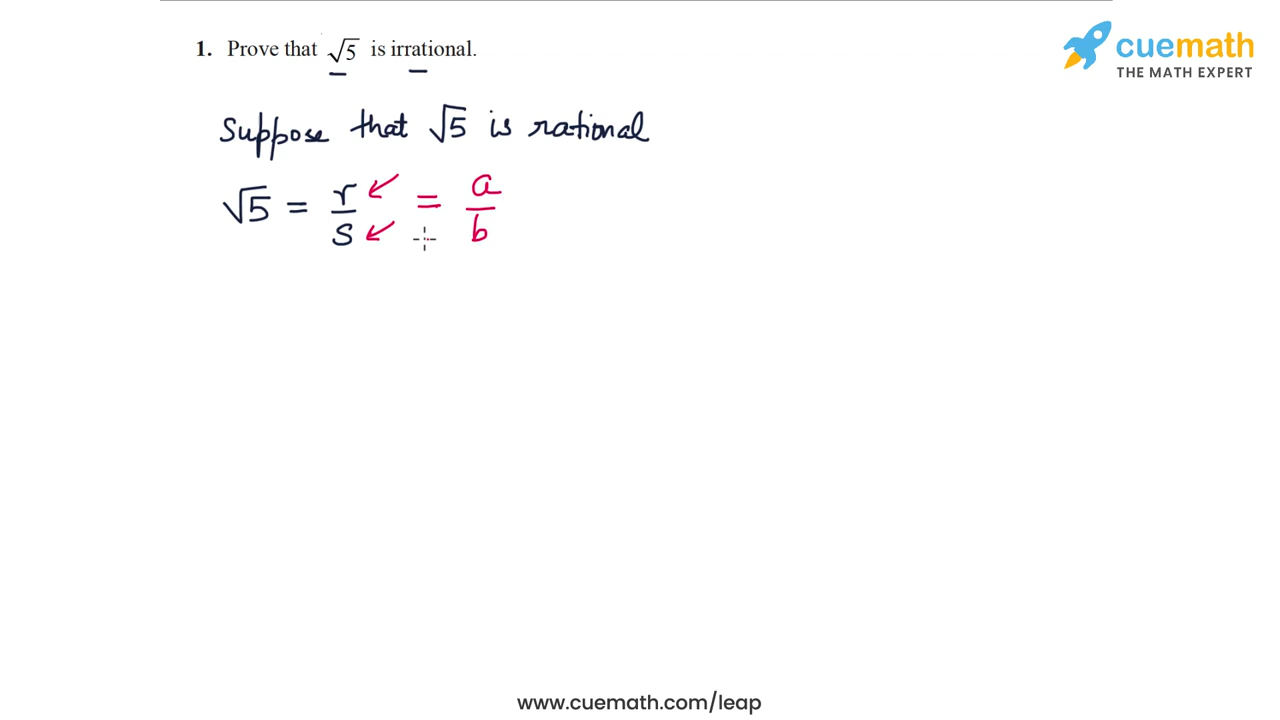 1. Prove that √5 is irrational.
cuemath
THE MATH EXPERT
Suppose that √5 is rational
√5 = r/s = a/b
www.cuemath.com/leap